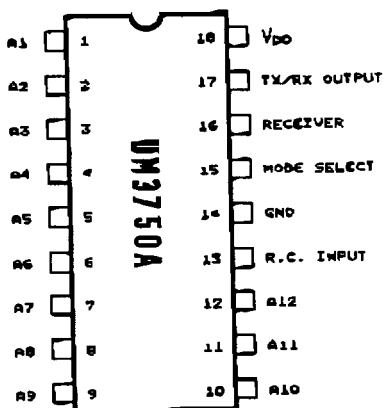 A1 1 18 VDD
A2 2 17 TX/RX OUTPUT
A3 3 16 RECEIVER
A4 4 15 MODE SELECT
A5 5 14 GND
A6 6 13 R.C. INPUT
A7 7 12 A12
A8 8 11 A11
A9 9 10 A10
UM3750A